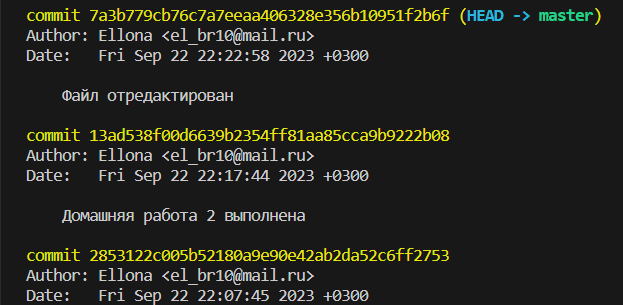 commit 7a3b779cb76c7a7eeaa406328e356b10951f2b6f (HEAD -> master)
Author: Ellona <el_br10@mail.ru>
Date:   Fri Sep 22 22:22:58 2023 +0300
Файл отредактирован
commit 13ad538f00d6639b2354ff81aa85cca9b9222b08
Author: Ellona <el_br10@mail.ru>
Date:   Fri Sep 22 22:17:44 2023 +0300
Домашняя работа 2 выполнена
commit 2853122c005b52180a9e90e42ab2da52c6ff2753
Author: Ellona <el_br10@mail.ru>
Date:   Fri Sep 22 22:07:45 2023 +0300